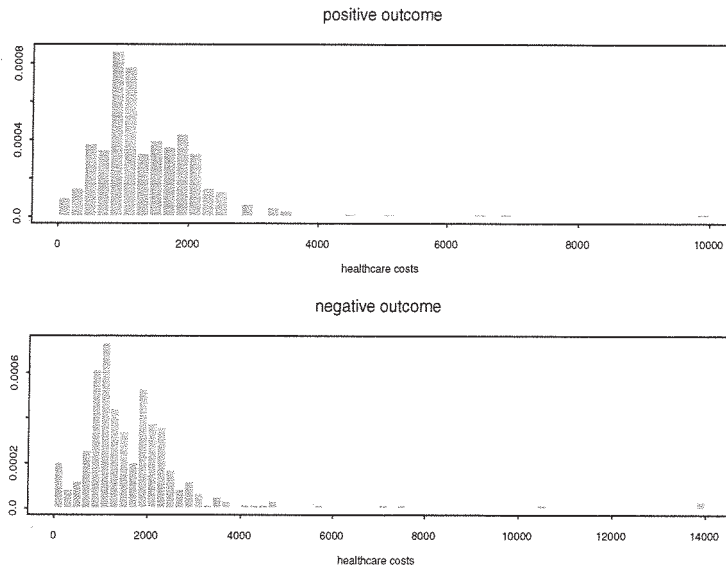 positive outcome
0.0008
0.0004
0.0
0 2000 4000 6000 8000 10000
healthcare costs
negative outcome
0.0006
0.0002
0.0
0 2000 4000 6000 8000 10000 12000 14000
healthcare costs